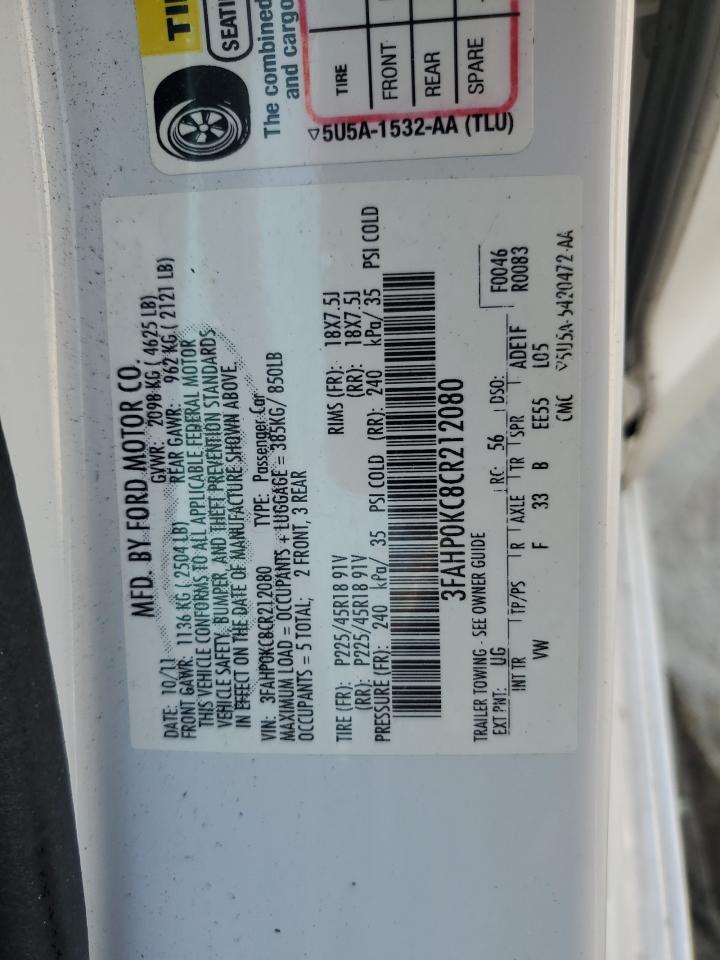 TI
SEATI
The combined
and cargo
TIRE
FRONT
REAR
SPARE
5U5A-1532-AA (TLU)
MFD. BY FORD MOTOR CO.
DATE: 10/11 GVWR: 2098 KG ( 4625 LB)
FRONT GAWR: 1136 KG ( 2504 LB) REAR GAWR: 962 KG ( 2121 LB)
THIS VEHICLE CONFORMS TO ALL APPLICABLE FEDERAL MOTOR
VEHICLE SAFETY, BUMPER, AND THEFT PREVENTION STANDARDS
IN EFFECT ON THE DATE OF MANUFACTURE SHOWN ABOVE.
VIN: 3FAHP0KC8CR212080 TYPE: Passenger Car
MAXIMUM LOAD = OCCUPANTS + LUGGAGE = 385KG/ 850LB
OCCUPANTS = 5 TOTAL; 2 FRONT, 3 REAR
TIRE (FR): P225/45R18 91V RIMS (FR): 18X7.5J
(RR): P225/45R18 91V (RR): 18X7.5J
PRESSURE (FR): 240 kPa/ 35 PSI COLD (RR): 240 kPa/ 35 PSI COLD
3FAHP0KC8CR212080
TRAILER TOWING - SEE OWNER GUIDE
EXT PNT: UG RC: 56 DSO: F0046
INT TR TP/PS R AXLE TR SPR ADE1F R0083
VW F 33 B EE55 L05
CMC 5U5A-5420472-AA